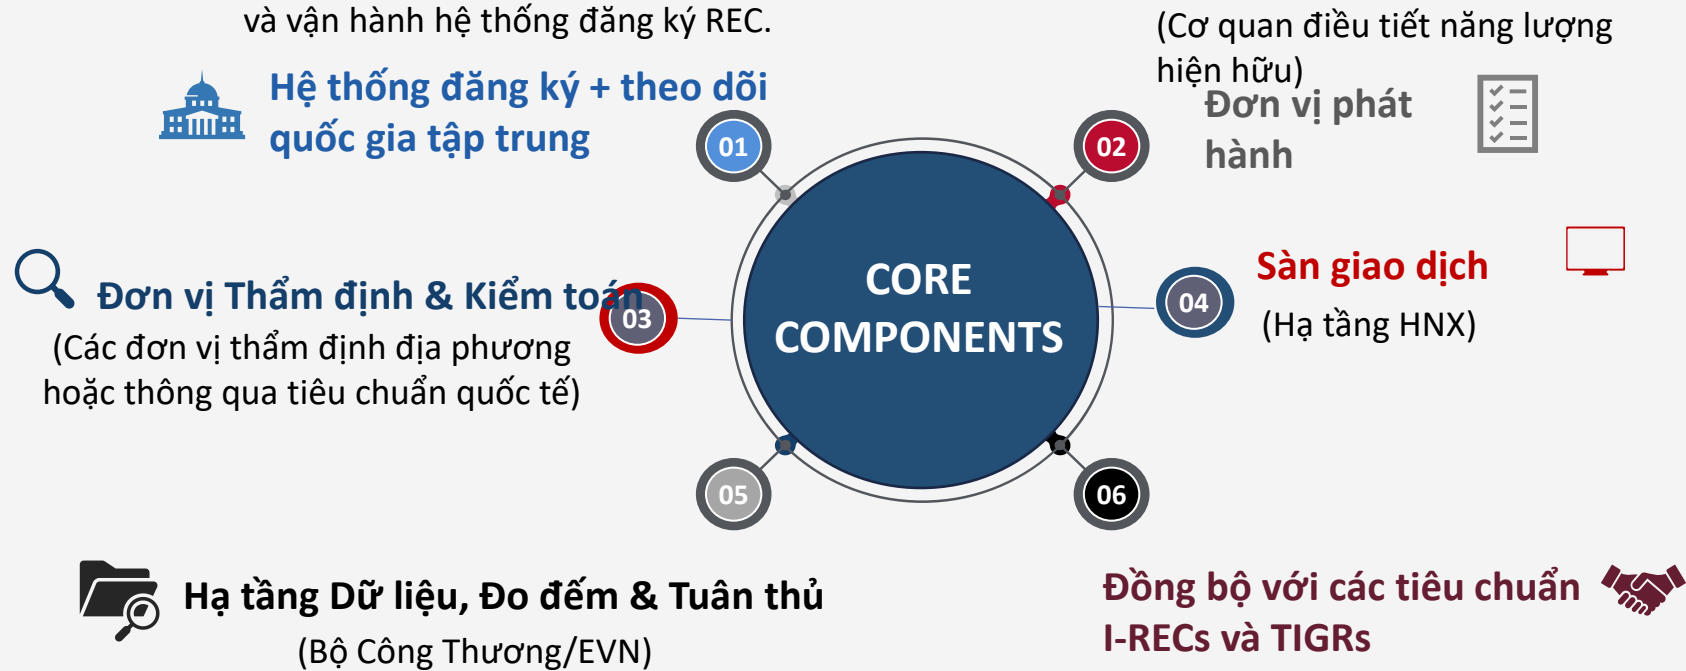 và vận hành hệ thống đăng ký REC.
Hệ thống đăng ký + theo dõi
quốc gia tập trung
01
(Cơ quan điều tiết năng lượng
hiện hữu)
Đơn vị phát
hành
02
Đơn vị Thẩm định & Kiểm toán
(Các đơn vị thẩm định địa phương
hoặc thông qua tiêu chuẩn quốc tế)
03
CORE
COMPONENTS
04
Sàn giao dịch
(Hạ tầng HNX)
05
Hạ tầng Dữ liệu, Đo đếm & Tuân thủ
(Bộ Công Thương/EVN)
06
Đồng bộ với các tiêu chuẩn
I-RECs và TIGRs